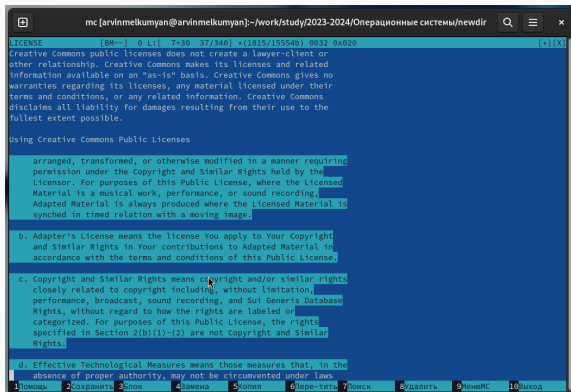 mc [arvinmelkumyan@arvinmelkumyan]:~/work/study/2023-2024/Операционные системы/newdir
LICENSE [BM--] 0 L:[ 7+30 37/340] *(1815/15554b) 0032 0x020 [*][X]
Creative Commons public licenses does not create a lawyer-client or
other relationship. Creative Commons makes its licenses and related
information available on an "as-is" basis. Creative Commons gives no
warranties regarding its licenses, any material licensed under their
terms and conditions, or any related information. Creative Commons
disclaims all liability for damages resulting from their use to the
fullest extent possible.
Using Creative Commons Public Licenses
arranged, transformed, or otherwise modified in a manner requiring
permission under the Copyright and Similar Rights held by the
Licensor. For purposes of this Public License, where the Licensed
Material is a musical work, performance, or sound recording,
Adapted Material is always produced where the Licensed Material is
synched in timed relation with a moving image.
b. Adapter's License means the license You apply to Your Copyright
and Similar Rights in Your contributions to Adapted Material in
accordance with the terms and conditions of this Public License.
c. Copyright and Similar Rights means copyright and/or similar rights
closely related to copyright including, without limitation,
performance, broadcast, sound recording, and Sui Generis Database
Rights, without regard to how the rights are labeled or
categorized. For purposes of this Public License, the rights
specified in Section 2(b)(1)-(2) are not Copyright and Similar
Rights.
d. Effective Technological Measures means those measures that, in the
absence of proper authority, may not be circumvented under laws
1Помощь 2Сохранить 3Блок 4Замена 5Копия 6Пере~тить 7Поиск 8Удалить 9МенюМС 10Выход